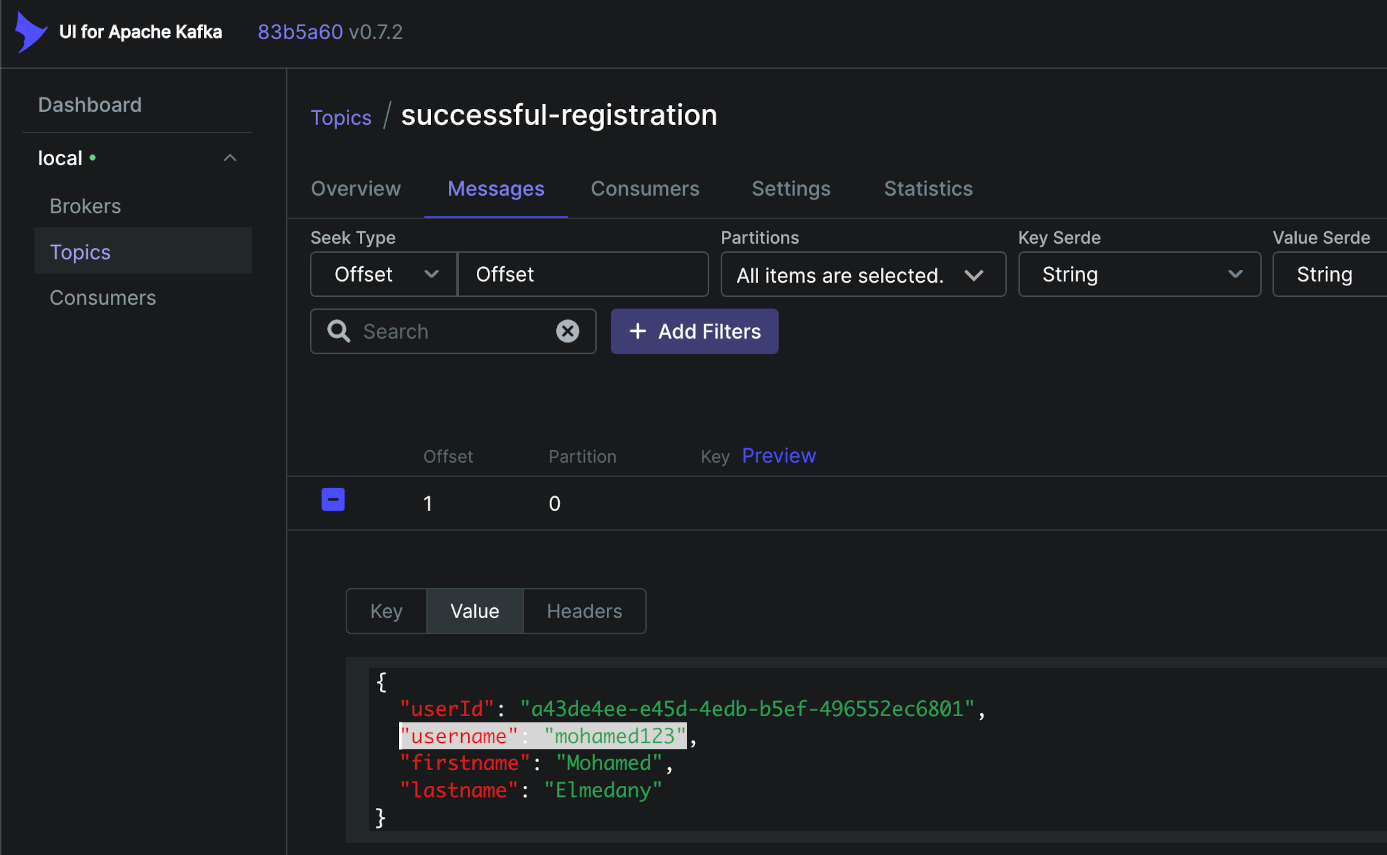 UI for Apache Kafka 83b5a60 v0.7.2
Dashboard
local
Brokers
Topics
Consumers
Topics / successful-registration
Overview Messages Consumers Settings Statistics
Seek Type Partitions Key Serde Value Serde
Offset Offset All items are selected. String String
Search + Add Filters
Offset Partition Key Preview
1 0
Key Value Headers
{
"userId": "a43de4ee-e45d-4edb-b5ef-496552ec6801",
"username": "mohamed123",
"firstname": "Mohamed",
"lastname": "Elmedany"
}